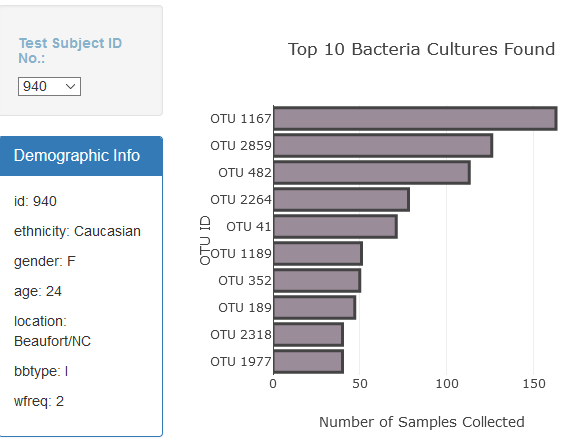 Test Subject ID
No.:
940
Demographic Info
id: 940
ethnicity: Caucasian
gender: F
age: 24
location:
Beaufort/NC
bbtype: I
wfreq: 2
Top 10 Bacteria Cultures Found
OTU ID
OTU 1167
OTU 2859
OTU 482
OTU 2264
OTU 41
OTU 1189
OTU 352
OTU 189
OTU 2318
OTU 1977
0 50 100 150
Number of Samples Collected